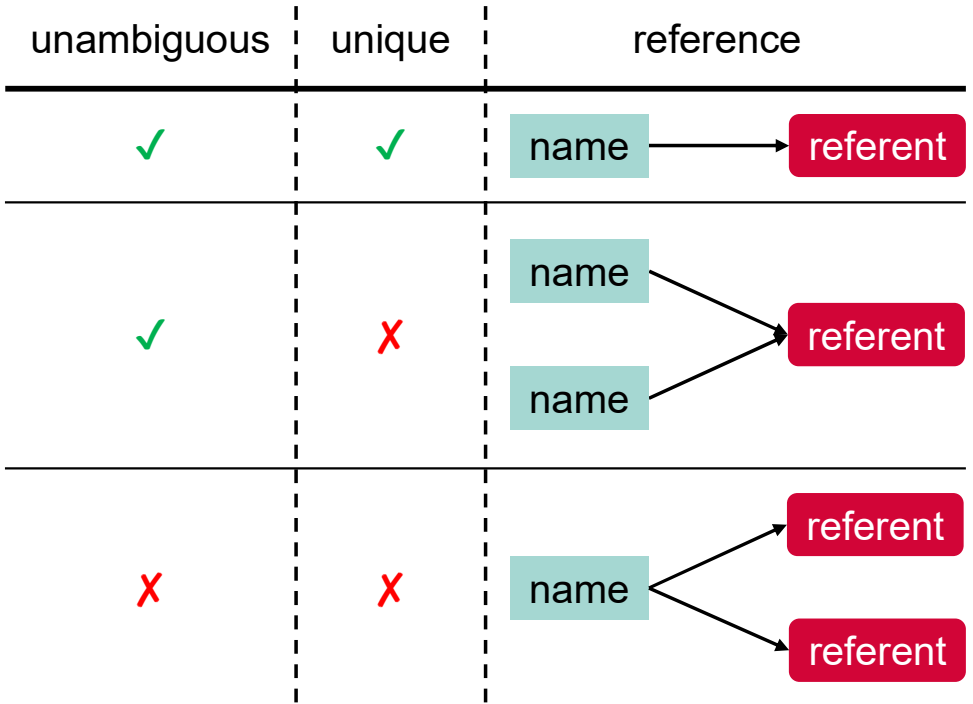 unambiguous unique reference
✓ ✓ name referent
name
✓ ✗ referent
name
referent
✗ ✗ name
referent